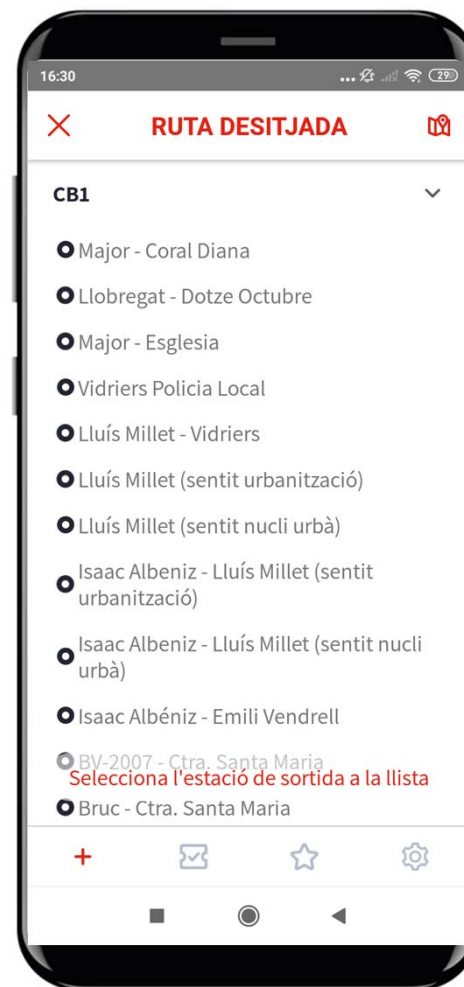 16:30
29
RUTA DESITJADA
CB1
Major - Coral Diana
Llobregat - Dotze Octubre
Major - Esglesia
Vidriers Policia Local
Lluís Millet - Vidriers
Lluís Millet (sentit urbanització)
Lluís Millet (sentit nucli urbà)
Isaac Albeniz - Lluís Millet (sentit
urbanització)
Isaac Albeniz - Lluís Millet (sentit nucli
urbà)
Isaac Albéniz - Emili Vendrell
BV-2007 - Ctra. Santa Maria
Selecciona l'estació de sortida a la llista
Bruc - Ctra. Santa Maria